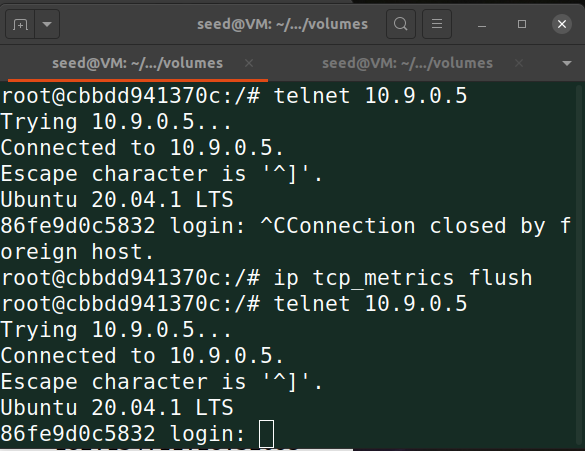 seed@VM: ~/.../volumes
seed@VM: ~/.../volumes
seed@VM: ~/.../volumes
root@cbbdd941370c:/# telnet 10.9.0.5
Trying 10.9.0.5...
Connected to 10.9.0.5.
Escape character is '^]'.
Ubuntu 20.04.1 LTS
86fe9d0c5832 login: ^CConnection closed by f
oreign host.
root@cbbdd941370c:/# ip tcp_metrics flush
root@cbbdd941370c:/# telnet 10.9.0.5
Trying 10.9.0.5...
Connected to 10.9.0.5.
Escape character is '^]'.
Ubuntu 20.04.1 LTS
86fe9d0c5832 login: